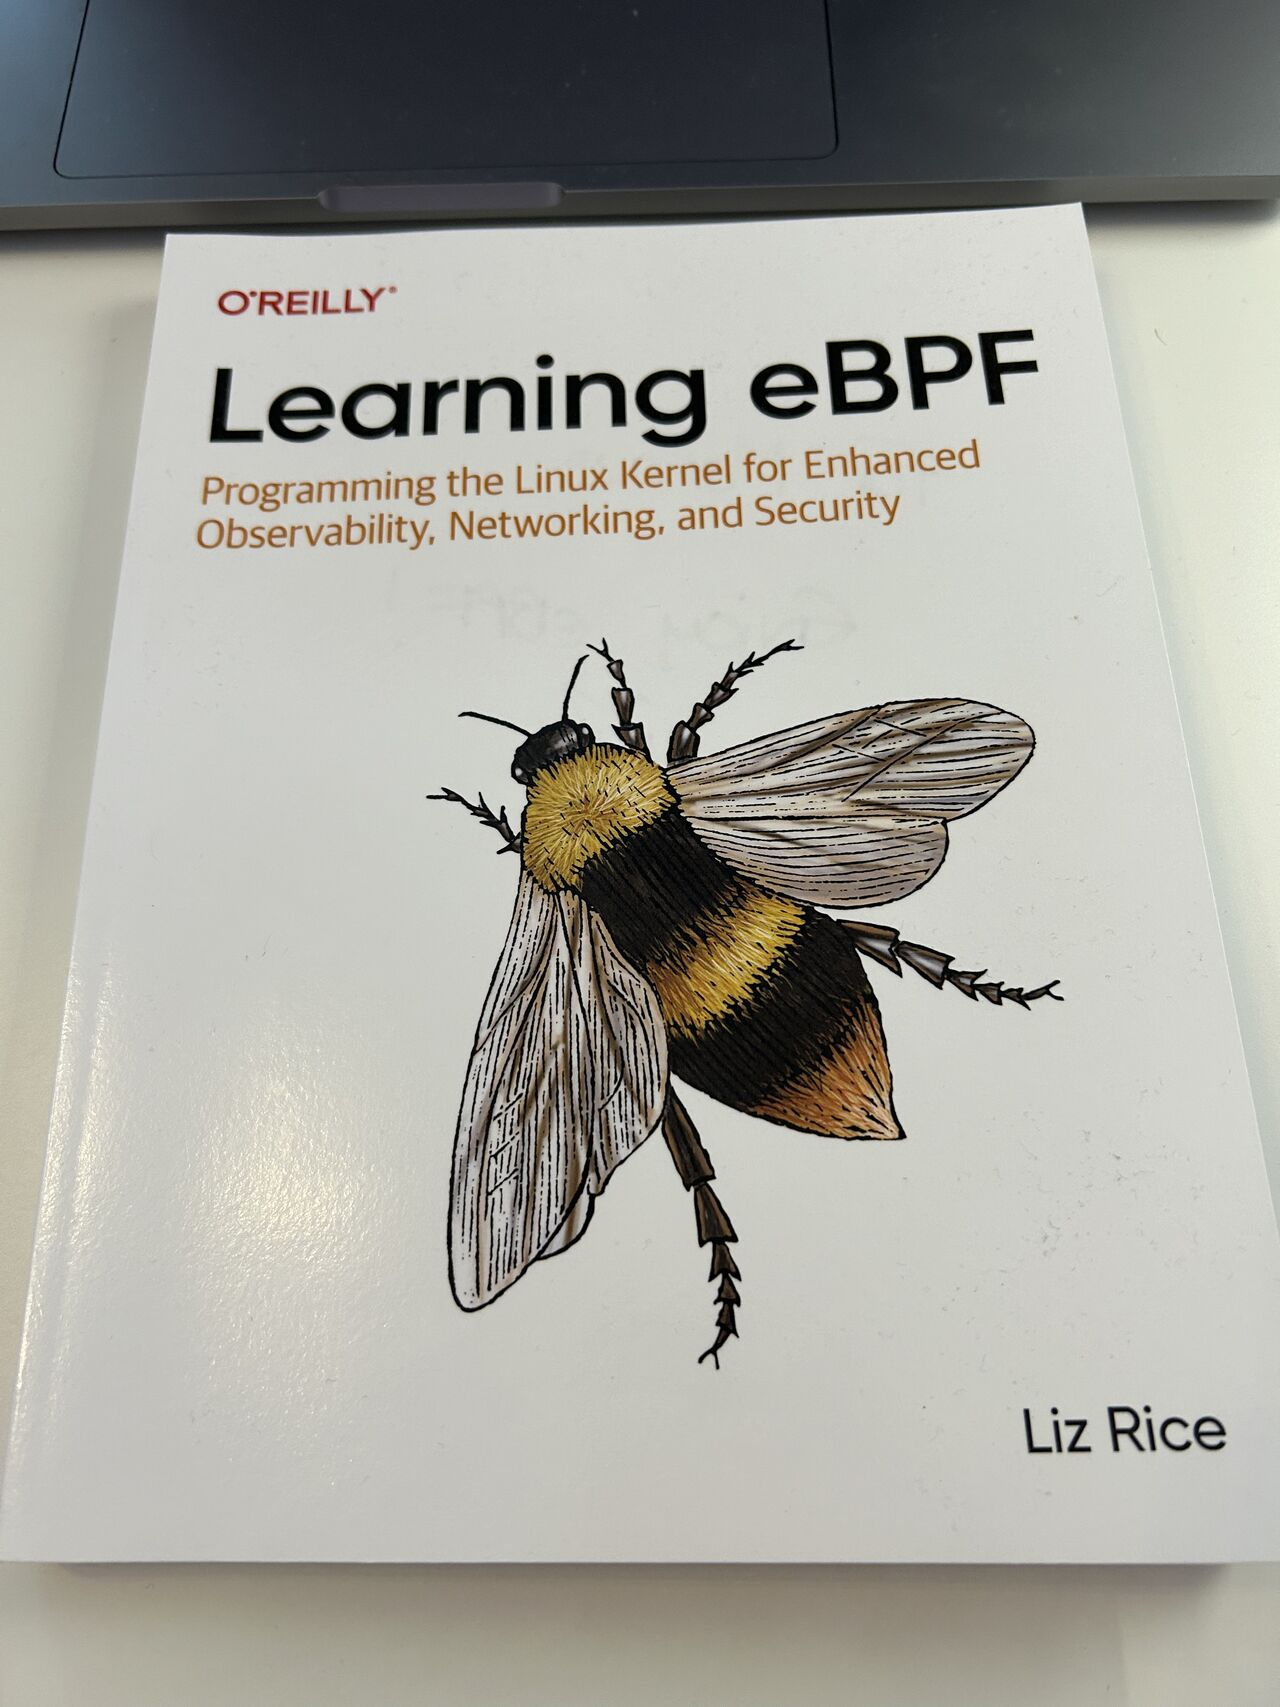 O'REILLY®
Learning eBPF
Programming the Linux Kernel for Enhanced
Observability, Networking, and Security
Liz Rice